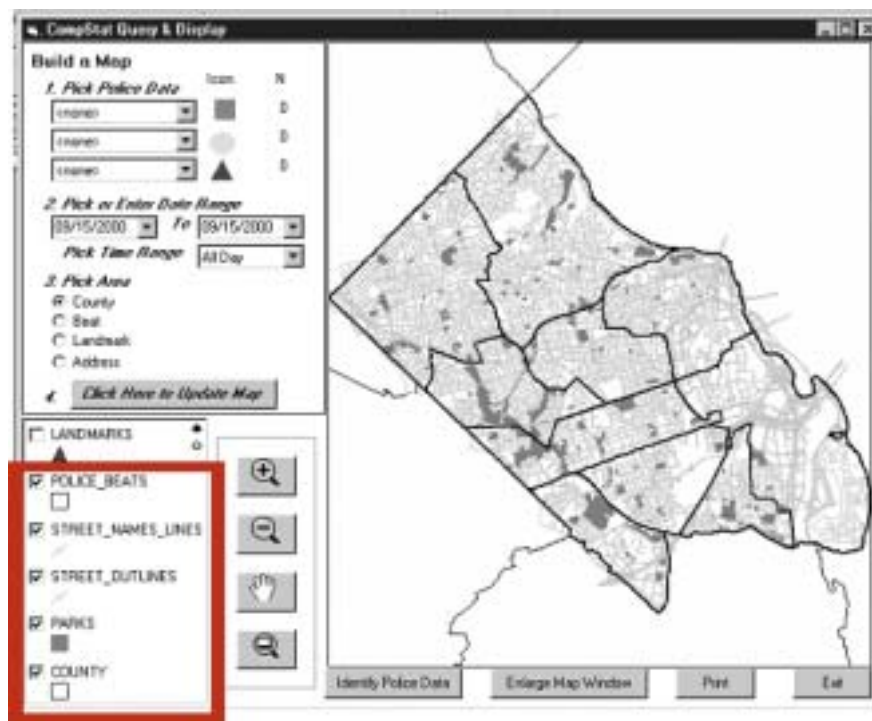 CompStat Query & Display
Build a Map
Icon N
1. Pick Police Data
<none> 0
<none> 0
<none> 0
2. Pick or Enter Date Range
09/15/2000 To 09/15/2000
Pick Time Range All Day
3. Pick Area
County
Beat
Landmark
Address
4. Click Here to Update Map
LANDMARKS
POLICE_BEATS
STREET_NAMES_LINES
STREET_OUTLINES
PARKS
COUNTY
Identify Police Data Enlarge Map Window Print Exit